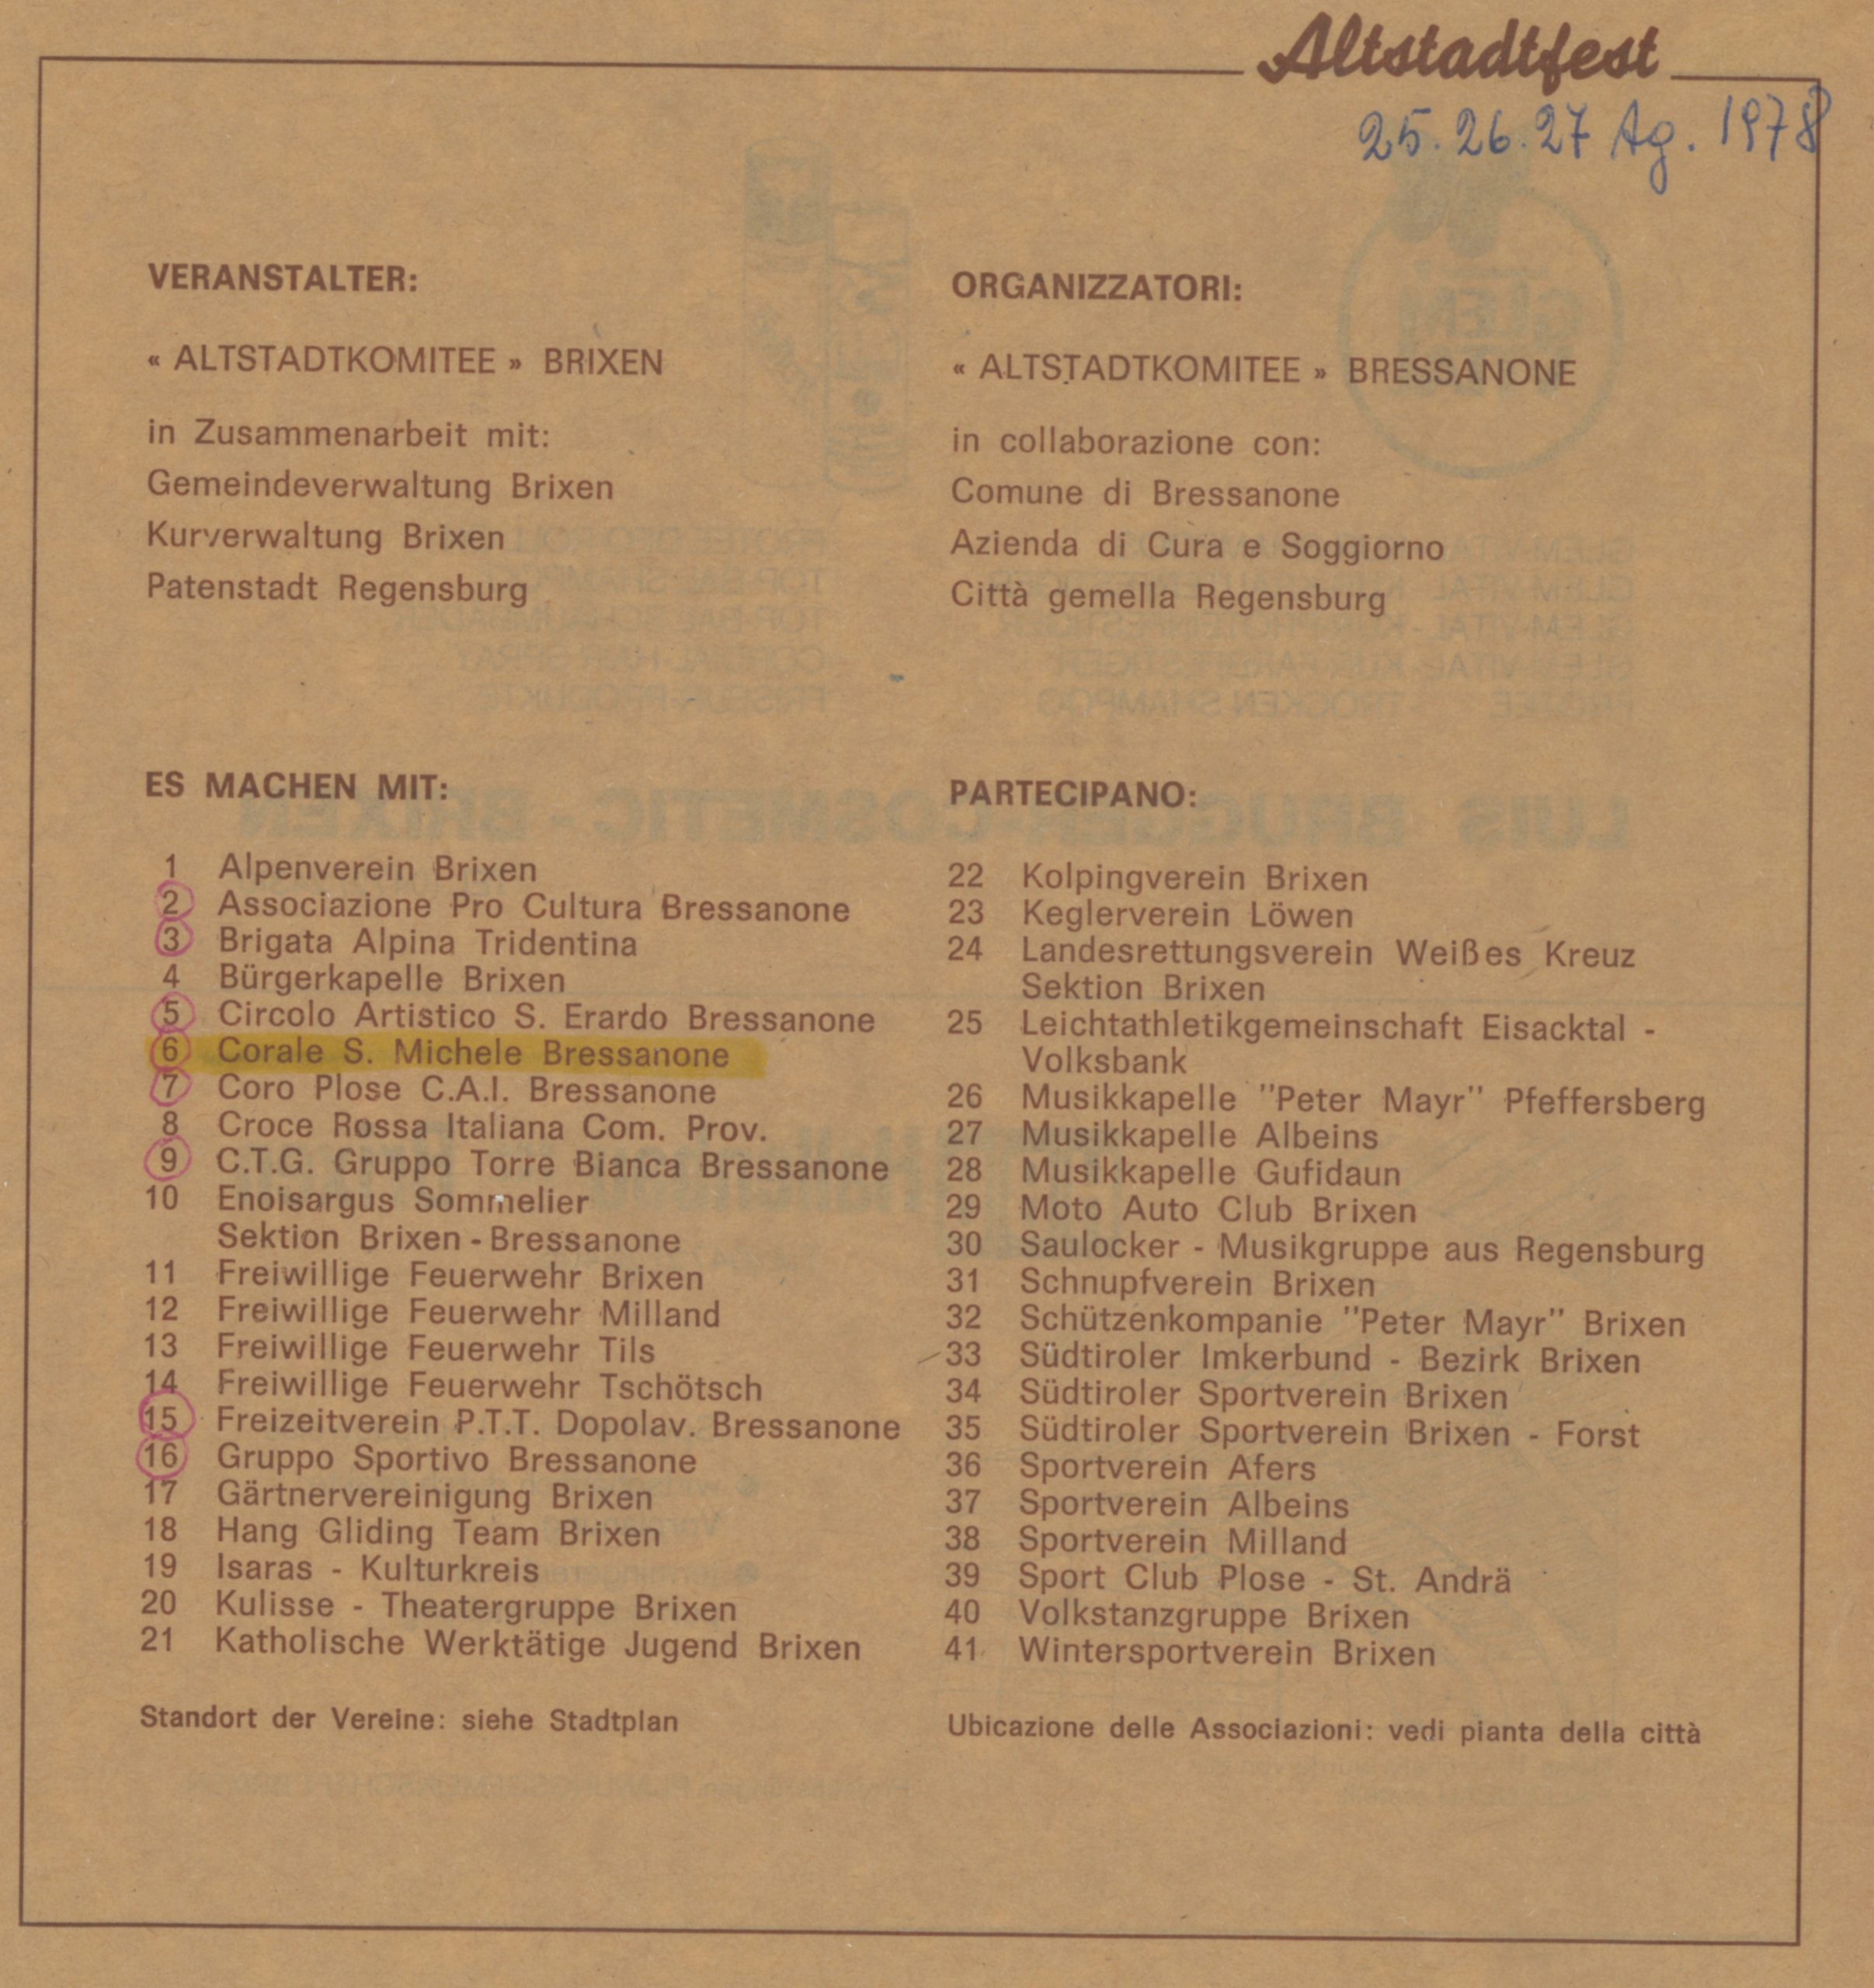 Altstadtfest
25. 26. 27 Ag. 1978
VERANSTALTER:
« ALTSTADTKOMITEE » BRIXEN
in Zusammenarbeit mit:
Gemeindeverwaltung Brixen
Kurverwaltung Brixen
Patenstadt Regensburg
ORGANIZZATORI:
« ALTSTADTKOMITEE » BRESSANONE
in collaborazione con:
Comune di Bressanone
Azienda di Cura e Soggiorno
Città gemella Regensburg
ES MACHEN MIT:
1 Alpenverein Brixen
2 Associazione Pro Cultura Bressanone
3 Brigata Alpina Tridentina
4 Bürgerkapelle Brixen
5 Circolo Artistico S. Erardo Bressanone
6 Corale S. Michele Bressanone
7 Coro Plose C.A.I. Bressanone
8 Croce Rossa Italiana Com. Prov.
9 C.T.G. Gruppo Torre Bianca Bressanone
10 Enoisargus Sommelier
Sektion Brixen - Bressanone
11 Freiwillige Feuerwehr Brixen
12 Freiwillige Feuerwehr Milland
13 Freiwillige Feuerwehr Tils
14 Freiwillige Feuerwehr Tschötsch
15 Freizeitverein P.T.T. Dopolav. Bressanone
16 Gruppo Sportivo Bressanone
17 Gärtnervereinigung Brixen
18 Hang Gliding Team Brixen
19 Isaras - Kulturkreis
20 Kulisse - Theatergruppe Brixen
21 Katholische Werktätige Jugend Brixen
Standort der Vereine: siehe Stadtplan
PARTECIPANO:
22 Kolpingverein Brixen
23 Keglerverein Löwen
24 Landesrettungsverein Weißes Kreuz
Sektion Brixen
25 Leichtathletikgemeinschaft Eisacktal -
Volksbank
26 Musikkapelle "Peter Mayr" Pfeffersberg
27 Musikkapelle Albeins
28 Musikkapelle Gufidaun
29 Moto Auto Club Brixen
30 Saulocker - Musikgruppe aus Regensburg
31 Schnupfverein Brixen
32 Schützenkompanie "Peter Mayr" Brixen
33 Südtiroler Imkerbund - Bezirk Brixen
34 Südtiroler Sportverein Brixen
35 Südtiroler Sportverein Brixen - Forst
36 Sportverein Afers
37 Sportverein Albeins
38 Sportverein Milland
39 Sport Club Plose - St. Andrä
40 Volkstanzgruppe Brixen
41 Wintersportverein Brixen
Ubicazione delle Associazioni: vedi pianta della città